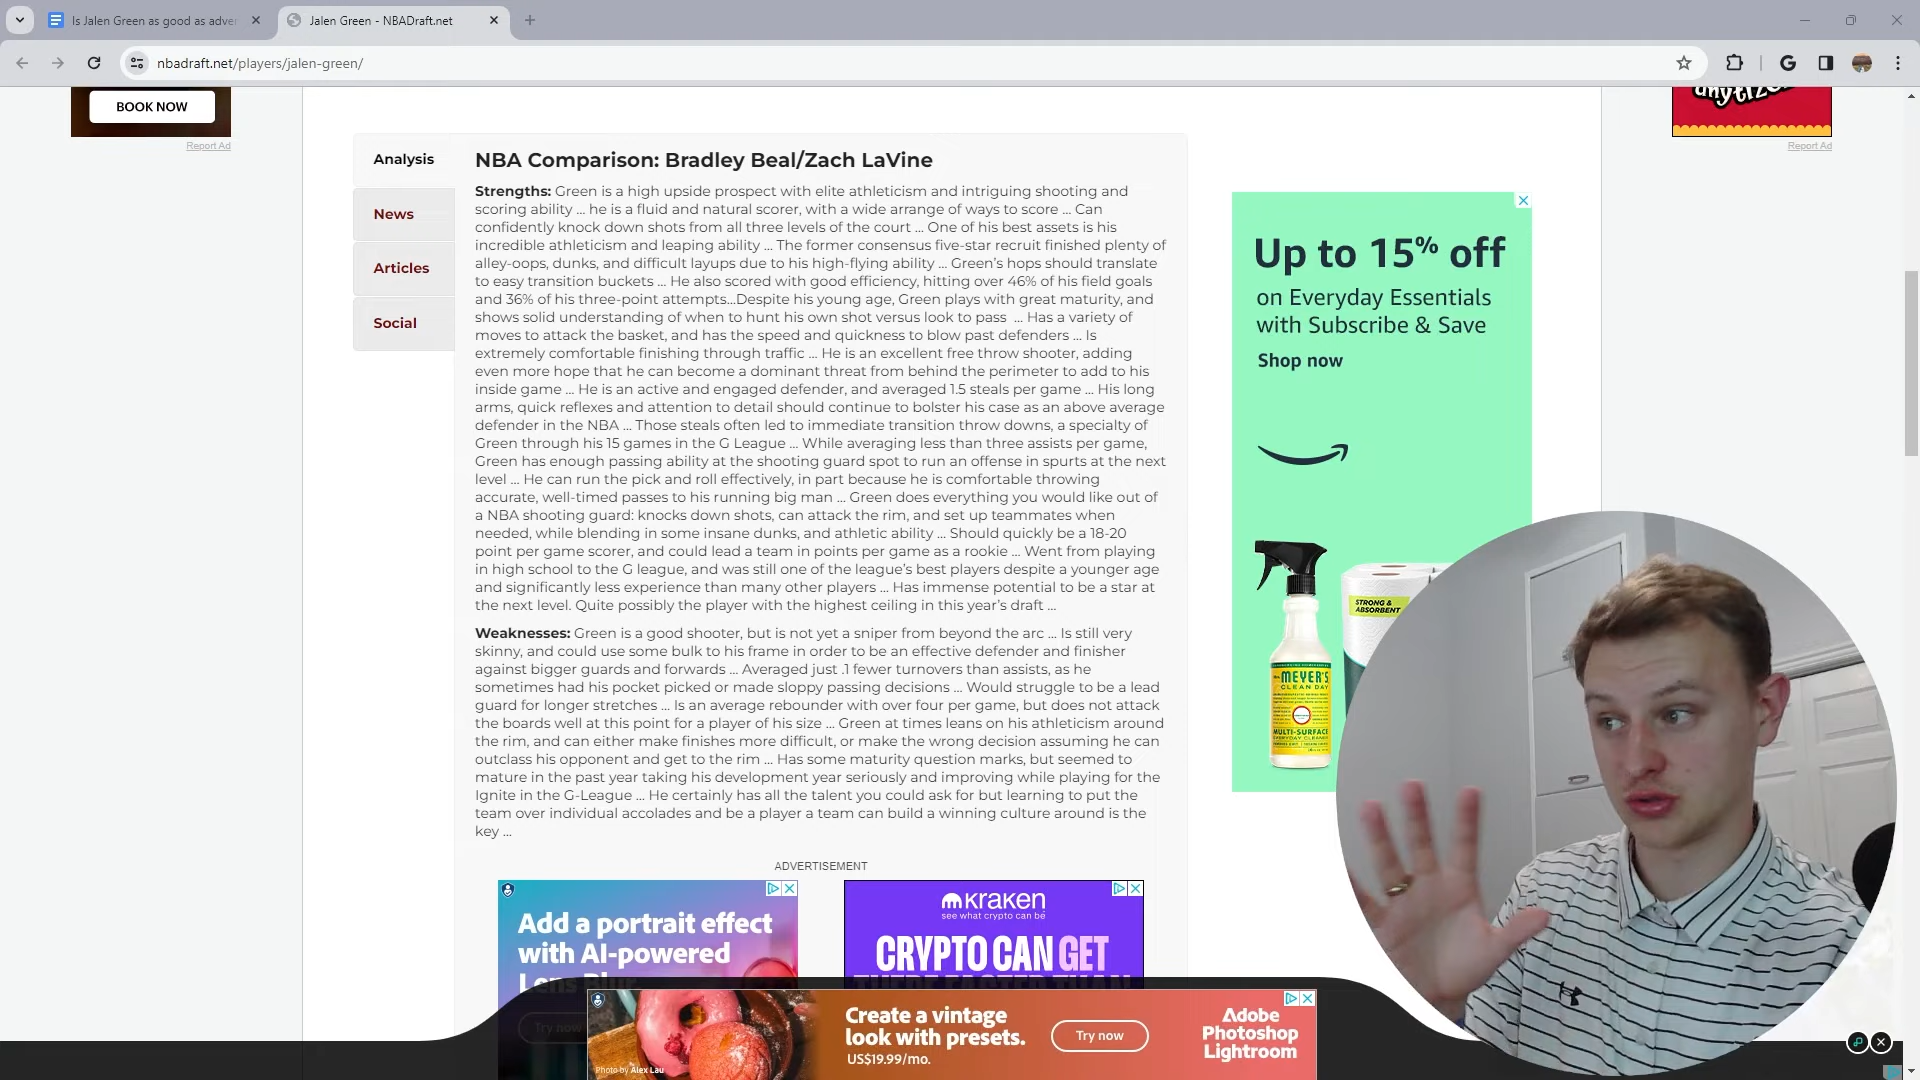 Is Jalen Green as good as adver
Jalen Green - NBADraft.net
nbadraft.net/players/jalen-green/
BOOK NOW
Report Ad
Report Ad
Analysis
News
Articles
Social
NBA Comparison: Bradley Beal/Zach LaVine
Strengths: Green is a high upside prospect with elite athleticism and intriguing shooting and
scoring ability ... he is a fluid and natural scorer, with a wide arrange of ways to score ... Can
confidently knock down shots from all three levels of the court ... One of his best assets is his
incredible athleticism and leaping ability ... The former consensus five-star recruit finished plenty of
alley-oops, dunks, and difficult layups due to his high-flying ability ... Green's hops should translate
to easy transition buckets ... He also scored with good efficiency, hitting over 46% of his field goals
and 36% of his three-point attempts...Despite his young age, Green plays with great maturity, and
shows solid understanding of when to hunt his own shot versus look to pass ... Has a variety of
moves to attack the basket, and has the speed and quickness to blow past defenders ... Is
extremely comfortable finishing through traffic ... He is an excellent free throw shooter, adding
even more hope that he can become a dominant threat from behind the perimeter to add to his
inside game ... He is an active and engaged defender, and averaged 1.5 steals per game ... His long
arms, quick reflexes and attention to detail should continue to bolster his case as an above average
defender in the NBA ... Those steals often led to immediate transition throw downs, a specialty of
Green through his 15 games in the G League ... While averaging less than three assists per game,
Green has enough passing ability at the shooting guard spot to run an offense in spurts at the next
level ... He can run the pick and roll effectively, in part because he is comfortable throwing
accurate, well-timed passes to his running big man ... Green does everything you would like out of
a NBA shooting guard: knocks down shots, can attack the rim, and set up teammates when
needed, while blending in some insane dunks, and athletic ability ... Should quickly be a 18-20
point per game scorer, and could lead a team in points per game as a rookie ... Went from playing
in high school to the G league, and was still one of the league's best players despite a younger age
and significantly less experience than many other players ... Has immense potential to be a star at
the next level. Quite possibly the player with the highest ceiling in this year's draft ...
Weaknesses: Green is a good shooter, but is not yet a sniper from beyond the arc ... Is still very
skinny, and could use some bulk to his frame in order to be an effective defender and finisher
against bigger guards and forwards ... Averaged just .1 fewer turnovers than assists, as he
sometimes had his pocket picked or made sloppy passing decisions ... Would struggle to be a lead
guard for longer stretches ... Is an average rebounder with over four per game, but does not attack
the boards well at this point for a player of his size ... Green at times leans on his athleticism around
the rim, and can either make finishes more difficult, or make the wrong decision assuming he can
outclass his opponent and get to the rim ... Has some maturity question marks, but seemed to
mature in the past year taking his development year seriously and improving while playing for the
Ignite in the G-League ... He certainly has all the talent you could ask for but learning to put the
team over individual accolades and be a player a team can build a winning culture around is the
key ...
Up to 15% off
on Everyday Essentials
with Subscribe & Save
Shop now
STRONG &
ABSORBENT
MEYER'S
CLEAN DAY
MULTI-SURFACE
EVERYDAY CLEANER
ADVERTISEMENT
Add a portrait effect
with AI-powered
Lens Blur
Try now
kraken
see what crypto can be
CRYPTO CAN GET
Create a vintage
look with presets.
US$19.99/mo.
Try now
Adobe
Photoshop
Lightroom
Photo by Alex Lau